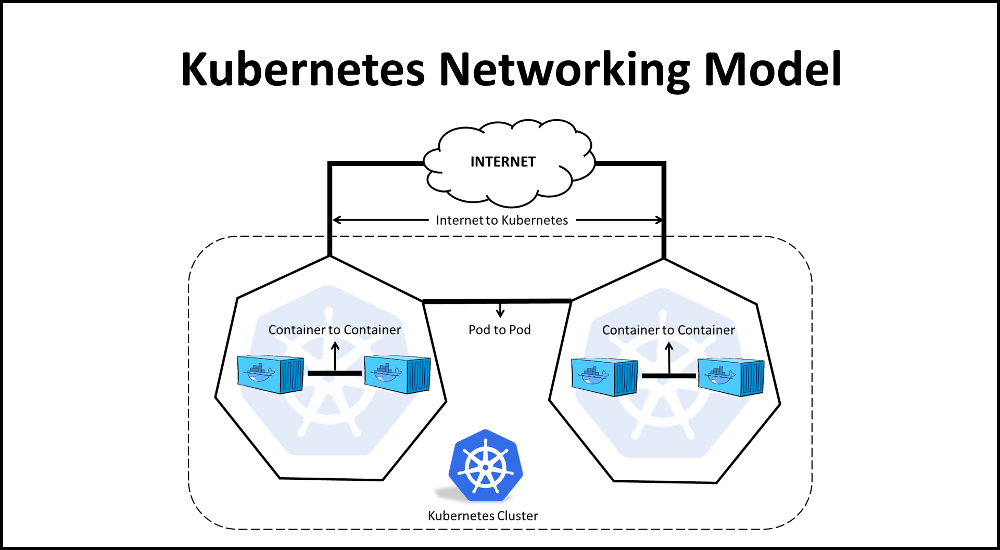 Kubernetes Networking Model
INTERNET
Internet to Kubernetes
Container to Container
Pod to Pod
Container to Container
Kubernetes Cluster